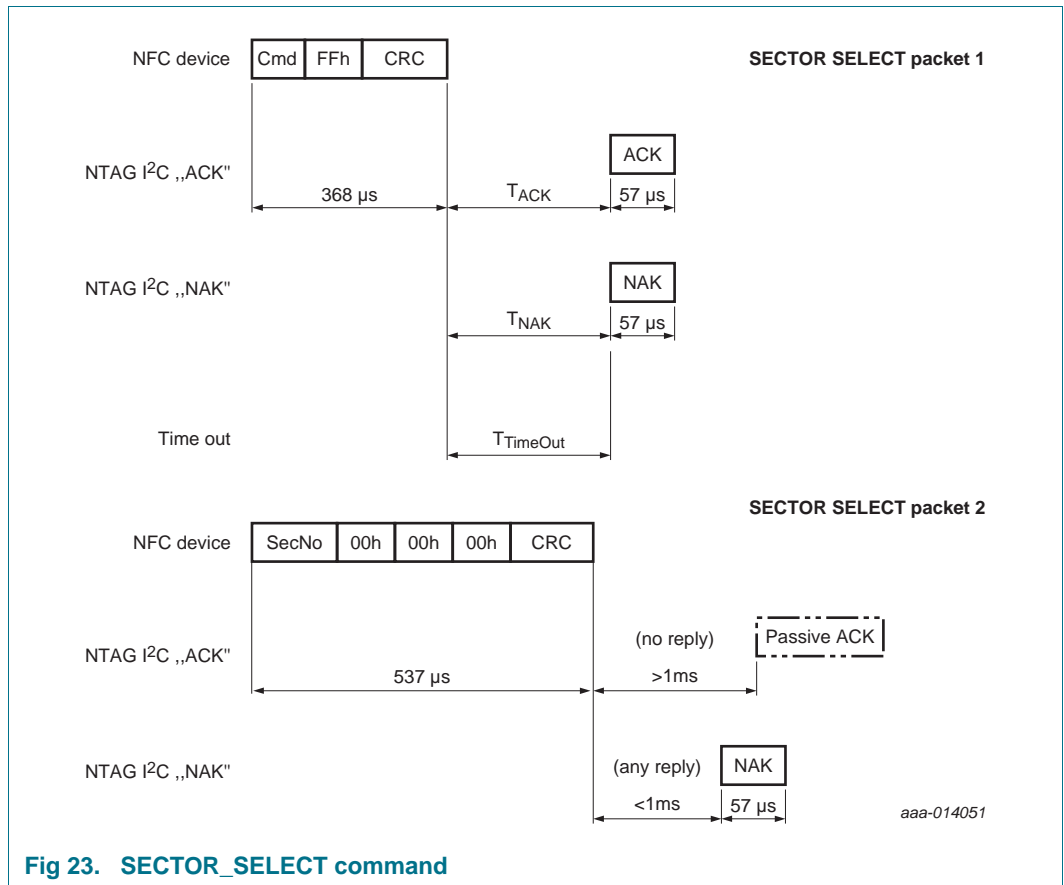 NFC device Cmd FFh CRC SECTOR SELECT packet 1
ACK
NTAG I2C ,,ACK"
368 µs TACK 57 µs
NAK
NTAG I2C ,,NAK"
TNAK 57 µs
Time out TTimeOut
SECTOR SELECT packet 2
NFC device SecNo 00h 00h 00h CRC
(no reply) Passive ACK
NTAG I2C ,,ACK"
537 µs >1ms
NTAG I2C ,,NAK" (any reply) NAK
<1ms 57 µs aaa-014051
Fig 23. SECTOR_SELECT command